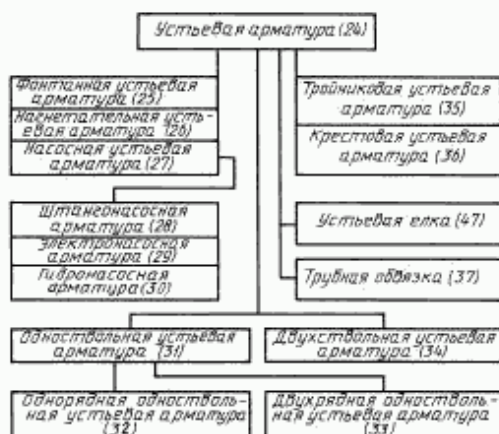 Устьевая арматура (24)
Фонтанная устьевая
арматура (25)
Нагнетательная усть-
евая арматура (26)
Насосная устьевая
арматура (27)
Тройниковая устьевая
арматура (35)
Крестовая устьевая
арматура (36)
Штангонасосная
арматура (28)
Электронасосная
арматура (29)
Гидронасосная
арматура (30)
Устьевая елка (47)
Трубная обвязка (37)
Одноствольная устьевая
арматура (31)
Двухствольная устьевая
арматура (34)
Однорядная одностволь-
ная устьевая арматура
(32)
Двухрядная одностволь-
ная устьевая арматура
(33)